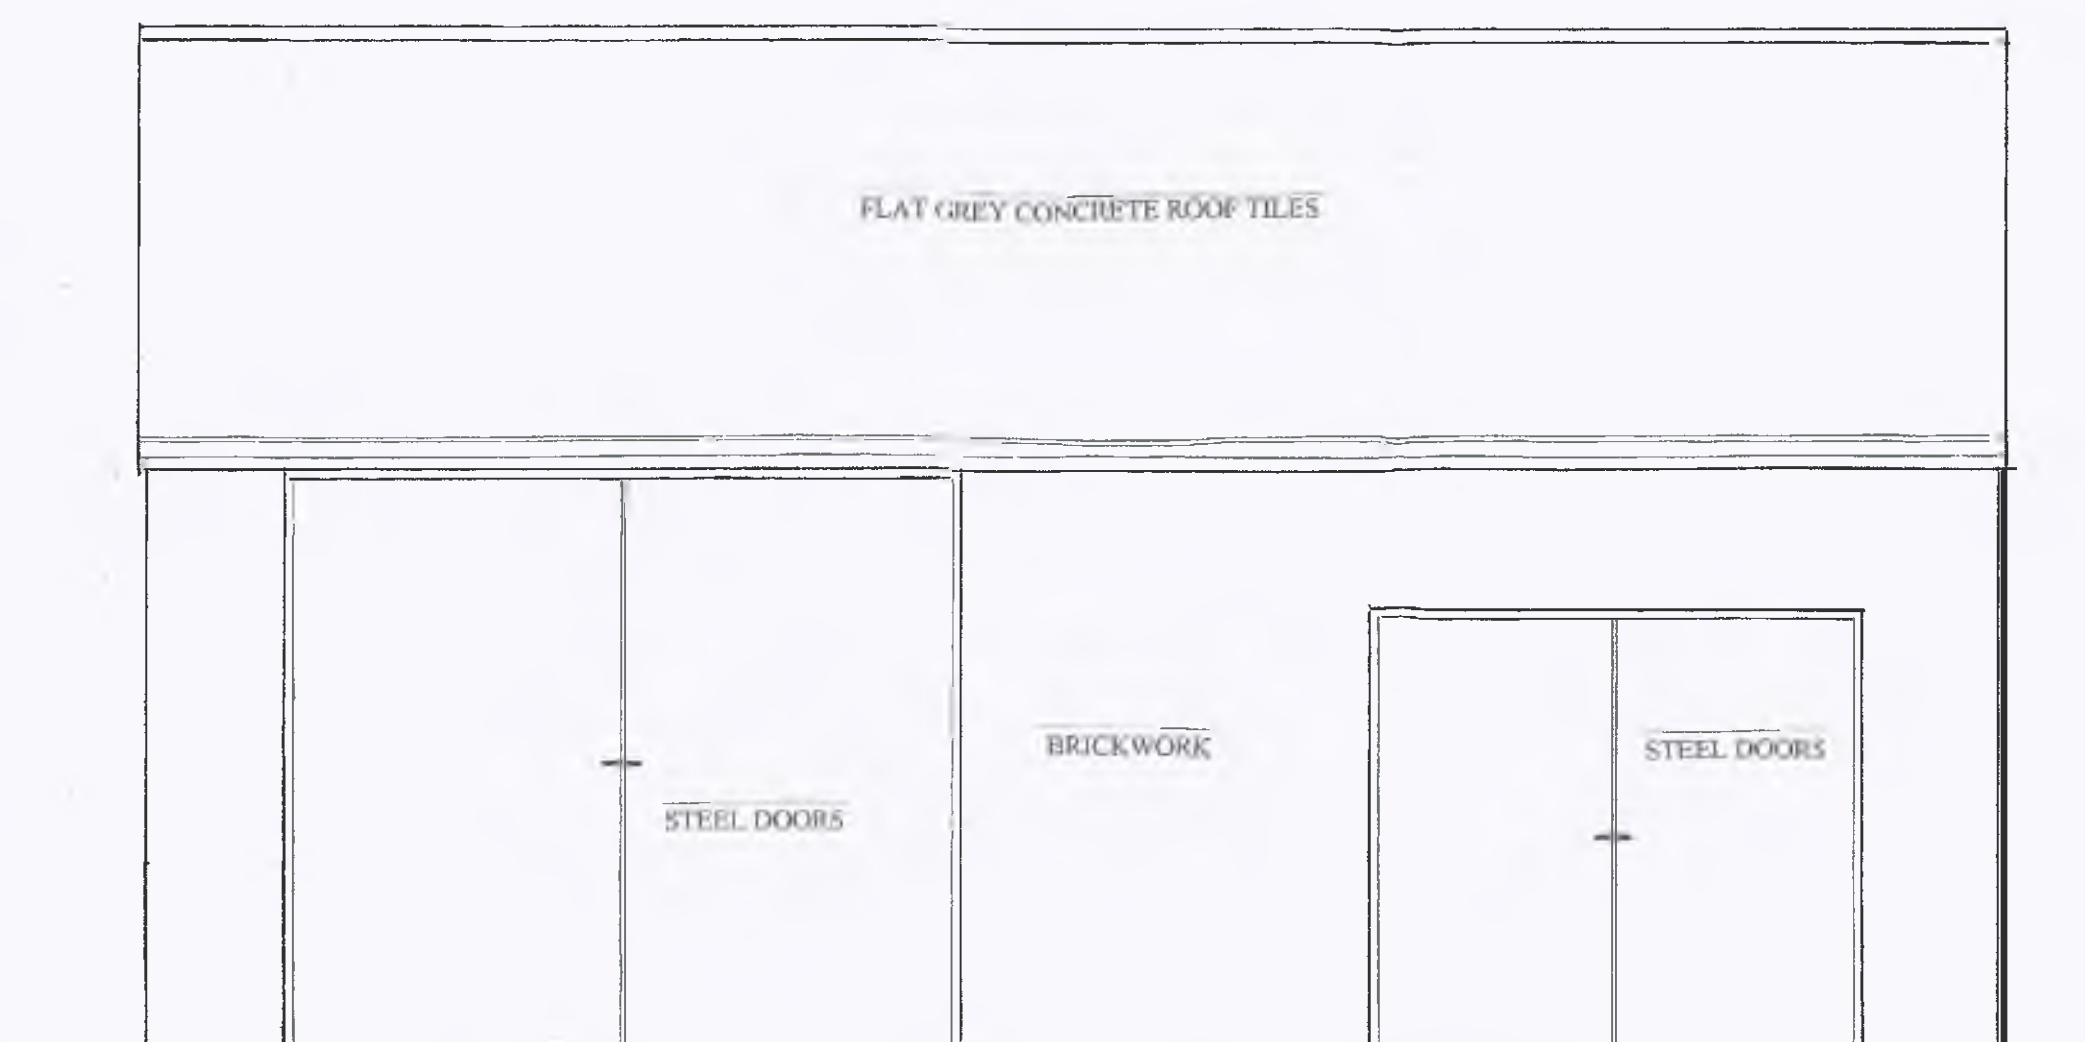 FLAT GREY CONCRETE ROOF TILES
BRICKWORK
STEEL DOORS
STEEL DOORS